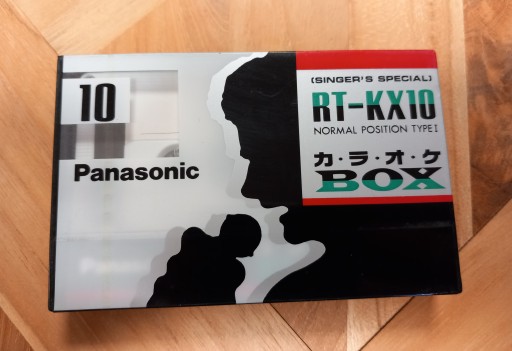 10
Panasonic
(SINGER'S SPECIAL)
RT-KX10
NORMAL POSITION TYPE I
カ・ラ・オ・ケ
BOX